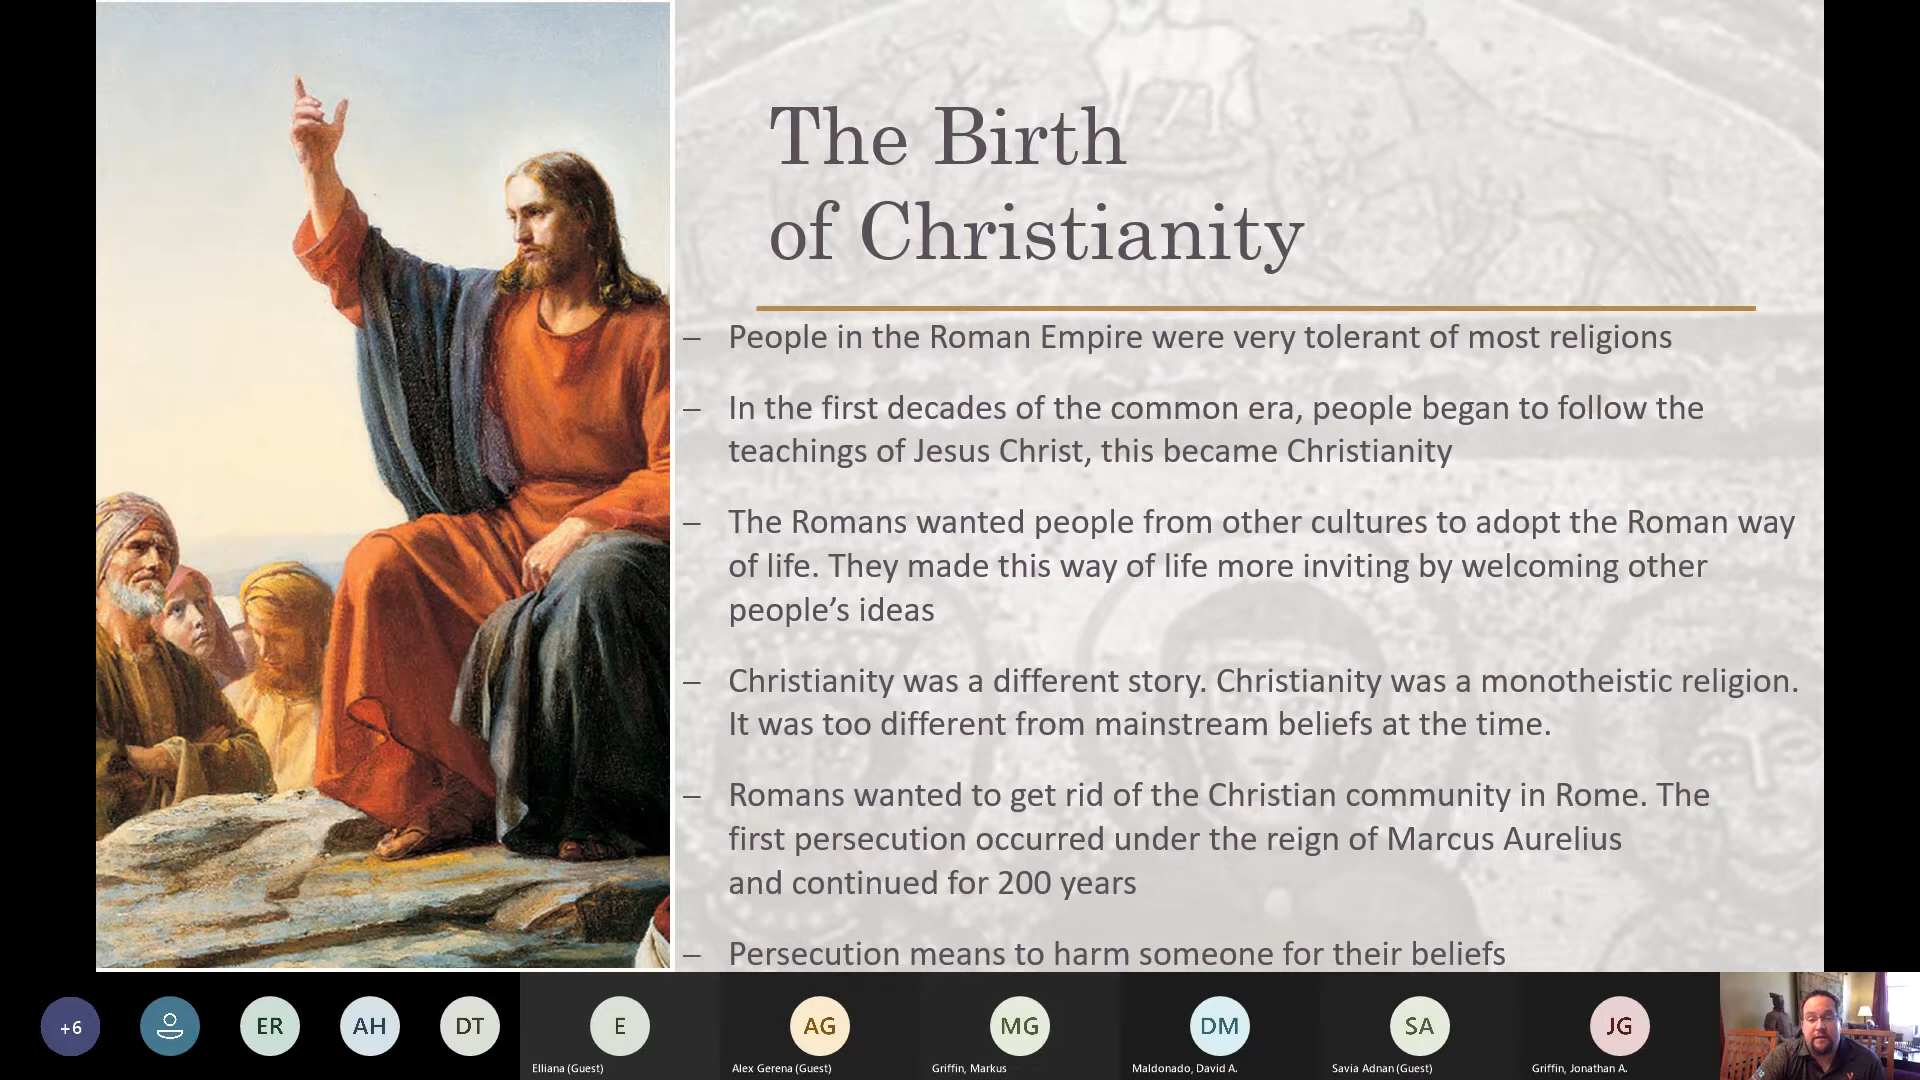 The Birth
of Christianity
– People in the Roman Empire were very tolerant of most religions
– In the first decades of the common era, people began to follow the
teachings of Jesus Christ, this became Christianity
– The Romans wanted people from other cultures to adopt the Roman way
of life. They made this way of life more inviting by welcoming other
people’s ideas
– Christianity was a different story. Christianity was a monotheistic religion.
It was too different from mainstream beliefs at the time.
– Romans wanted to get rid of the Christian community in Rome. The
first persecution occurred under the reign of Marcus Aurelius
and continued for 200 years
– Persecution means to harm someone for their beliefs
+6
ER
AH
DT
E
AG
MG
DM
SA
JG
Elliana (Guest)
Alex Gerena (Guest)
Griffin, Markus
Maldonado, David A.
Savia Adnan (Guest)
Griffin, Jonathan A.